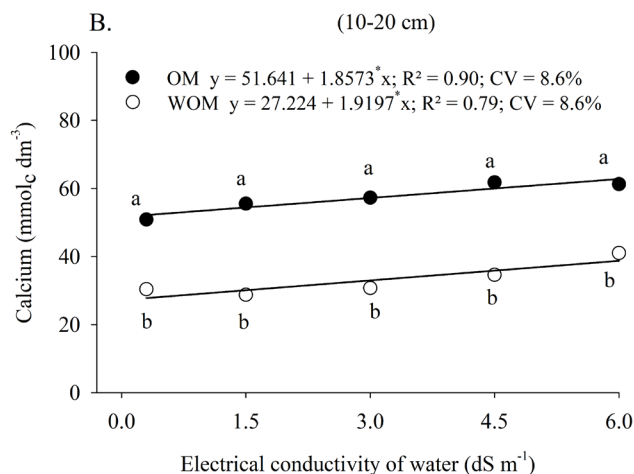 B. (10-20 cm)
100
● OM y = 51.641 + 1.8573*x; R² = 0.90; CV = 8.6%
○ WOM y = 27.224 + 1.9197*x; R² = 0.79; CV = 8.6%
80
a a a a a
60
40
b b b b b
20
0
Calcium (mmolc dm-3)
0.0 1.5 3.0 4.5 6.0
Electrical conductivity of water (dS m-1)